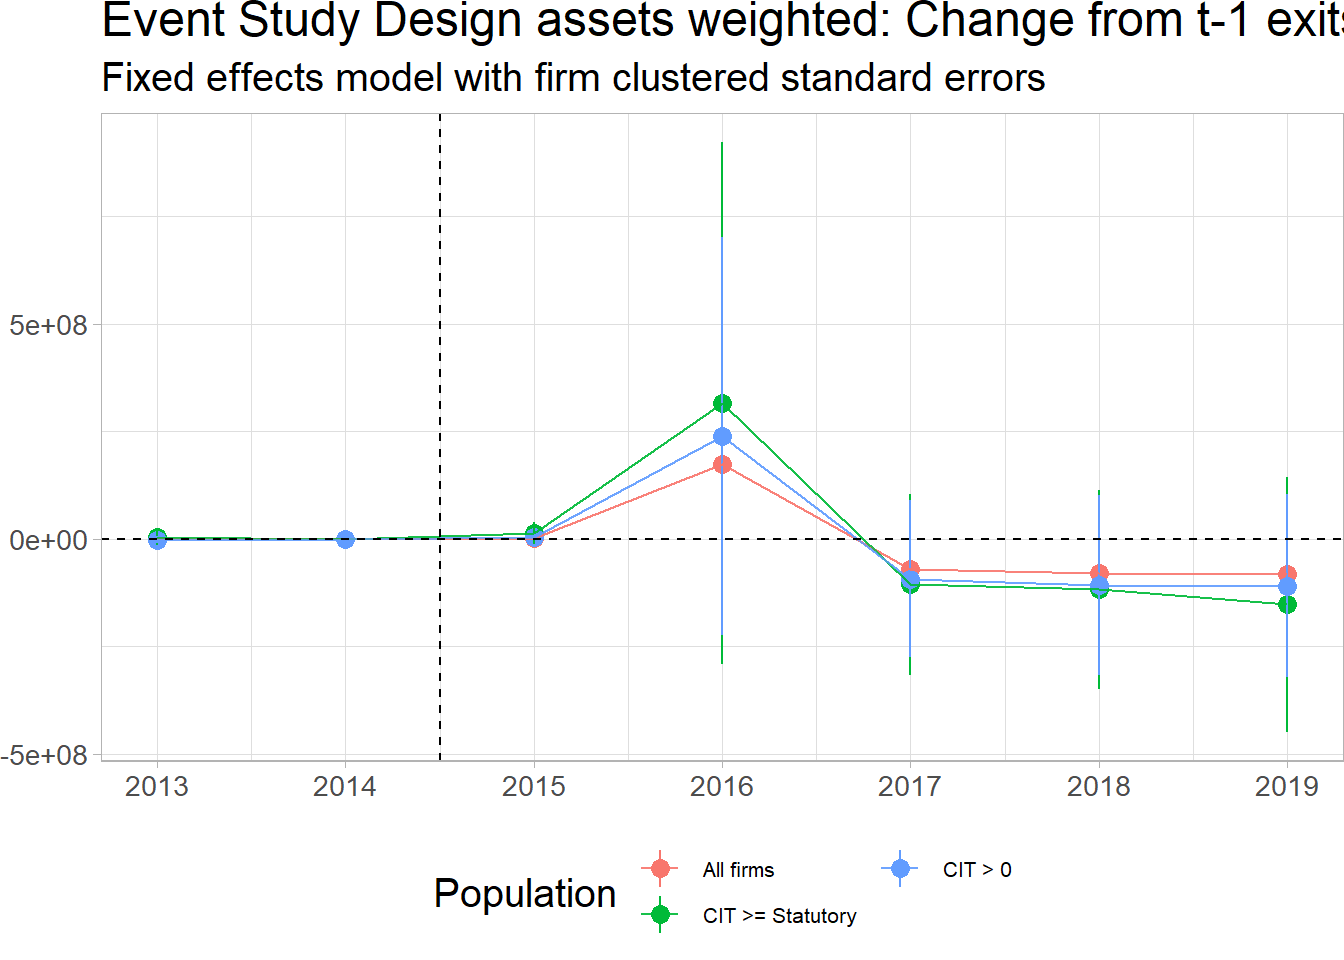 Event Study Design assets weighted: Change from t-1 exits
Fixed effects model with firm clustered standard errors
5e+08
0e+00
-5e+08
2013 2014 2015 2016 2017 2018 2019
Population
All firms
CIT > 0
CIT >= Statutory